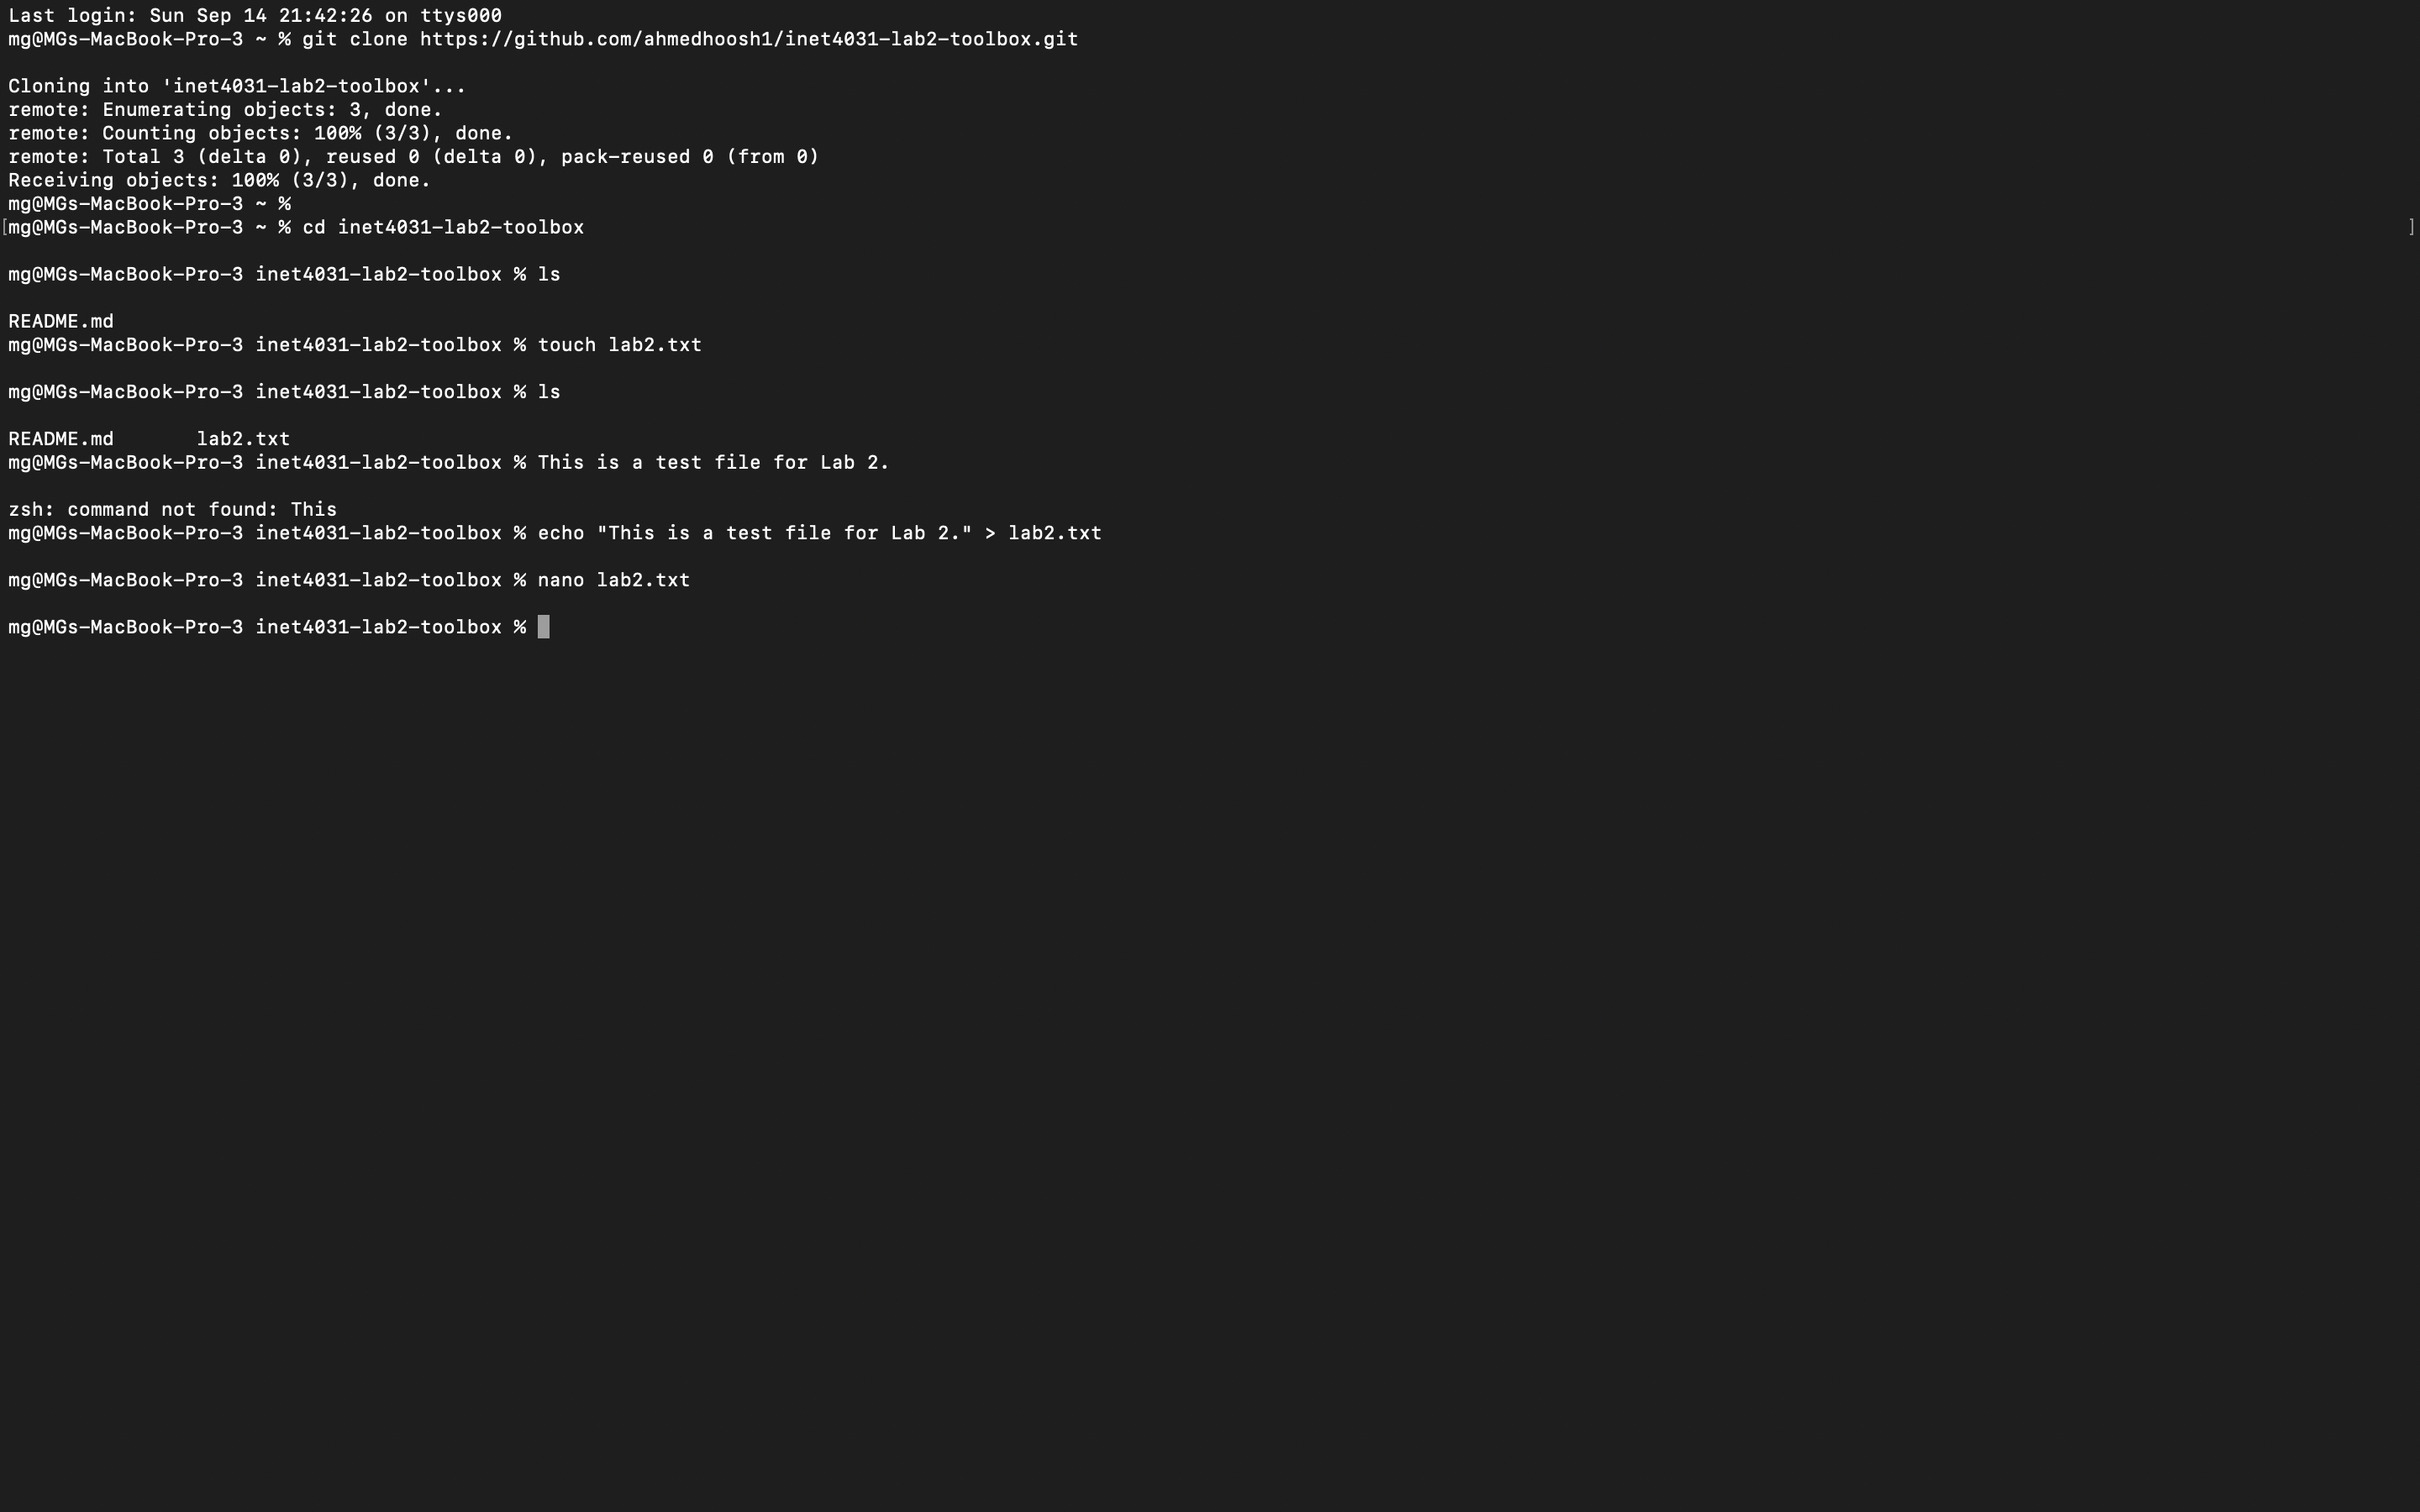 Last login: Sun Sep 14 21:42:26 on ttys000
mg@MGs-MacBook-Pro-3 ~ % git clone https://github.com/ahmedhoosh1/inet4031-lab2-toolbox.git
Cloning into 'inet4031-lab2-toolbox'...
remote: Enumerating objects: 3, done.
remote: Counting objects: 100% (3/3), done.
remote: Total 3 (delta 0), reused 0 (delta 0), pack-reused 0 (from 0)
Receiving objects: 100% (3/3), done.
mg@MGs-MacBook-Pro-3 ~ %
[mg@MGs-MacBook-Pro-3 ~ % cd inet4031-lab2-toolbox ]
mg@MGs-MacBook-Pro-3 inet4031-lab2-toolbox % ls
README.md
mg@MGs-MacBook-Pro-3 inet4031-lab2-toolbox % touch lab2.txt
mg@MGs-MacBook-Pro-3 inet4031-lab2-toolbox % ls
README.md lab2.txt
mg@MGs-MacBook-Pro-3 inet4031-lab2-toolbox % This is a test file for Lab 2.
zsh: command not found: This
mg@MGs-MacBook-Pro-3 inet4031-lab2-toolbox % echo "This is a test file for Lab 2." > lab2.txt
mg@MGs-MacBook-Pro-3 inet4031-lab2-toolbox % nano lab2.txt
mg@MGs-MacBook-Pro-3 inet4031-lab2-toolbox %